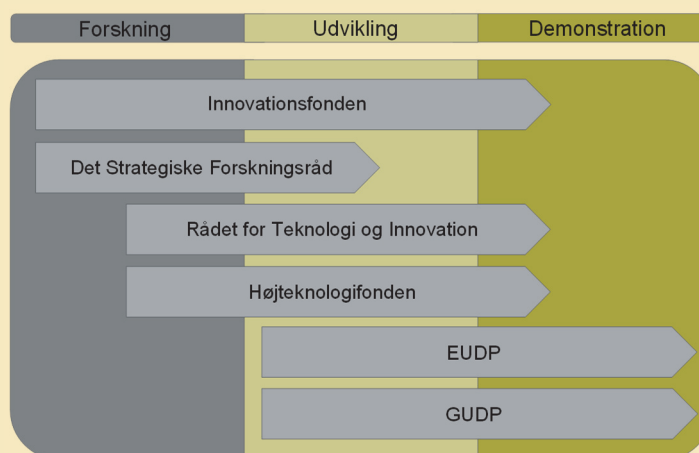 Forskning Udvikling Demonstration
Innovationsfonden
Det Strategiske Forskningsråd
Rådet for Teknologi og Innovation
Højteknologifonden
EUDP
GUDP